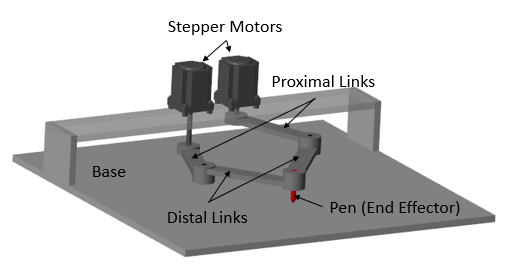 Stepper Motors
Proximal Links
Base
Distal Links
Pen (End Effector)